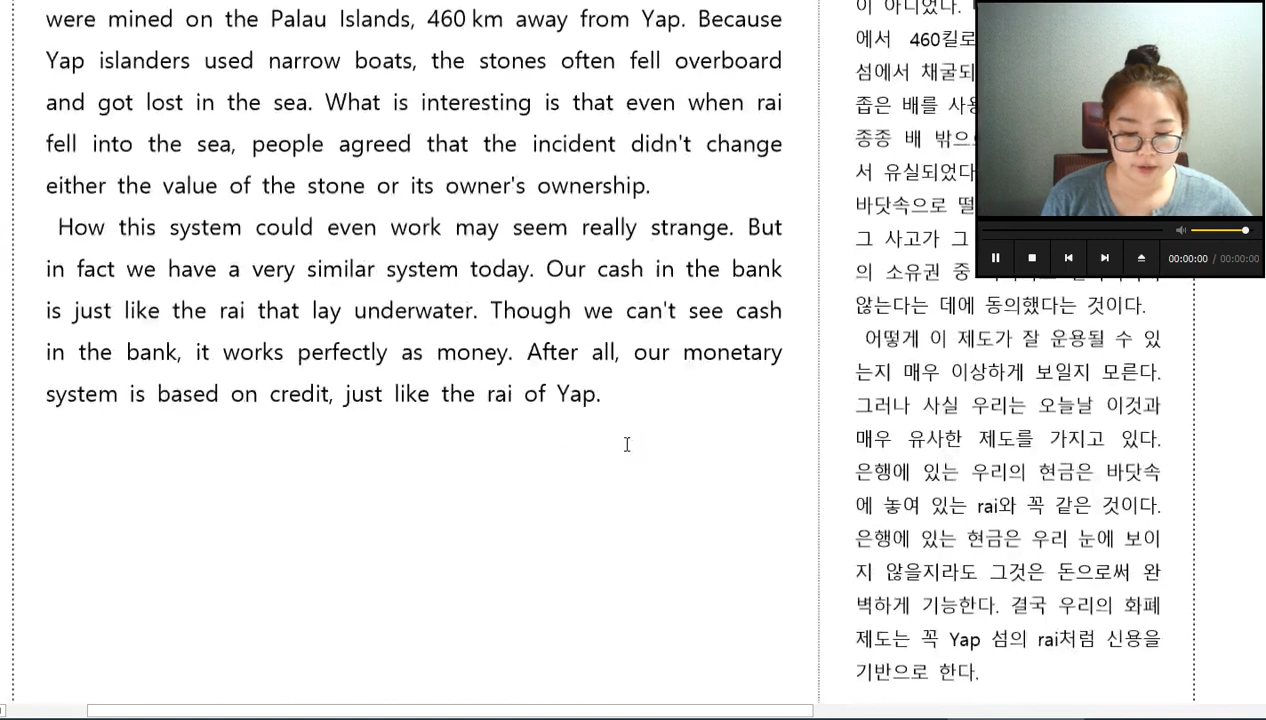 were mined on the Palau Islands, 460 km away from Yap. Because
Yap islanders used narrow boats, the stones often fell overboard
and got lost in the sea. What is interesting is that even when rai
fell into the sea, people agreed that the incident didn't change
either the value of the stone or its owner's ownership.
How this system could even work may seem really strange. But
in fact we have a very similar system today. Our cash in the bank
is just like the rai that lay underwater. Though we can't see cash
in the bank, it works perfectly as money. After all, our monetary
system is based on credit, just like the rai of Yap.
이 아니었다.
에서 460킬로
섬에서 채굴되
좁은 배를 사용
종종 배 밖으
서 유실되었다
바닷속으로 떨
그 사고가 그
의 소유권 중
않는다는 데에 동의했다는 것이다.
어떻게 이 제도가 잘 운용될 수 있
는지 매우 이상하게 보일지 모른다.
그러나 사실 우리는 오늘날 이것과
매우 유사한 제도를 가지고 있다.
은행에 있는 우리의 현금은 바닷속
에 놓여 있는 rai와 꼭 같은 것이다.
은행에 있는 현금은 우리 눈에 보이
지 않을지라도 그것은 돈으로써 완
벽하게 기능한다. 결국 우리의 화폐
제도는 꼭 Yap 섬의 rai처럼 신용을
기반으로 한다.
00:00:00 / 00:00:00